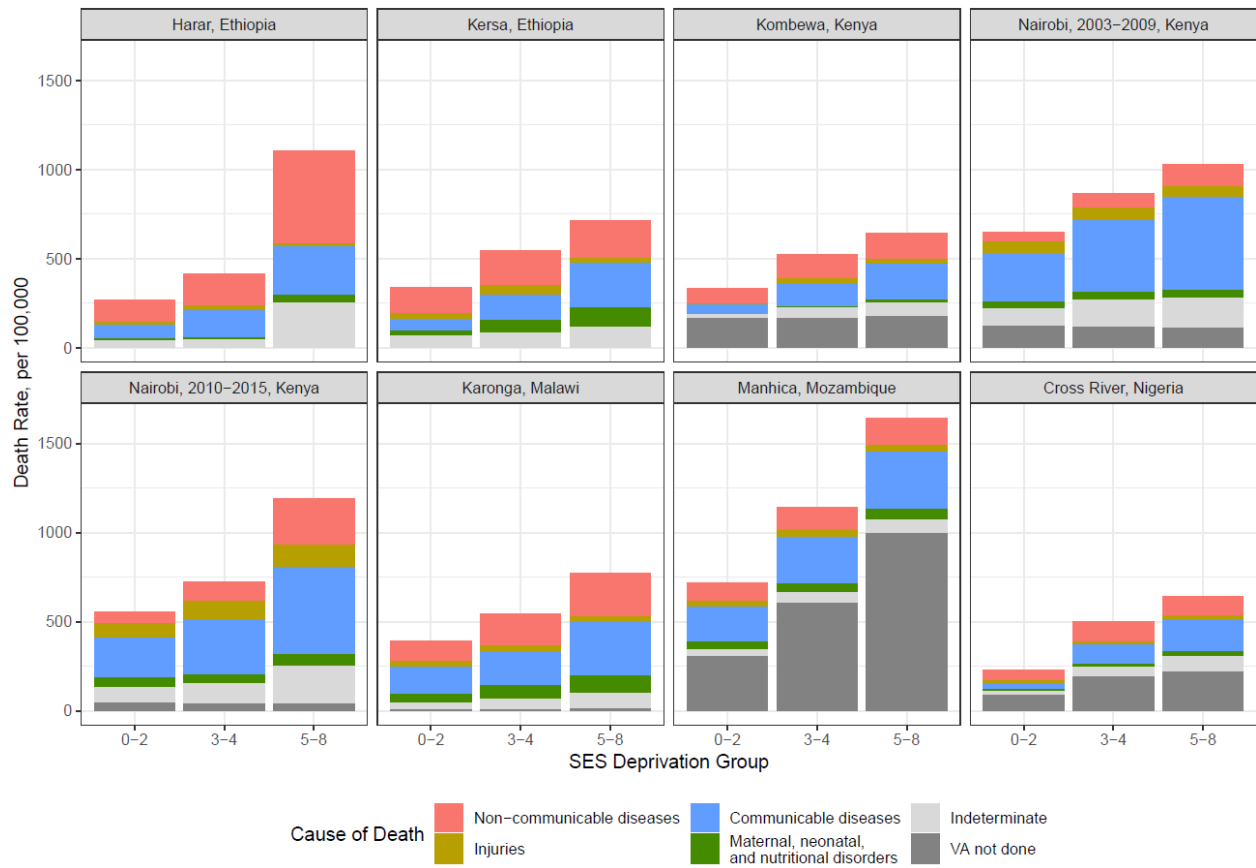 Harar, Ethiopia
Kersa, Ethiopia
Kombewa, Kenya
Nairobi, 2003−2009, Kenya
1500
1000
500
0
Nairobi, 2010−2015, Kenya
Karonga, Malawi
Manhica, Mozambique
Cross River, Nigeria
1500
1000
500
0
Death Rate, per 100,000
0−2
3−4
5−8
0−2
3−4
5−8
0−2
3−4
5−8
0−2
3−4
5−8
SES Deprivation Group
Cause of Death
Non−communicable diseases
Injuries
Communicable diseases
Maternal, neonatal,
and nutritional disorders
Indeterminate
VA not done